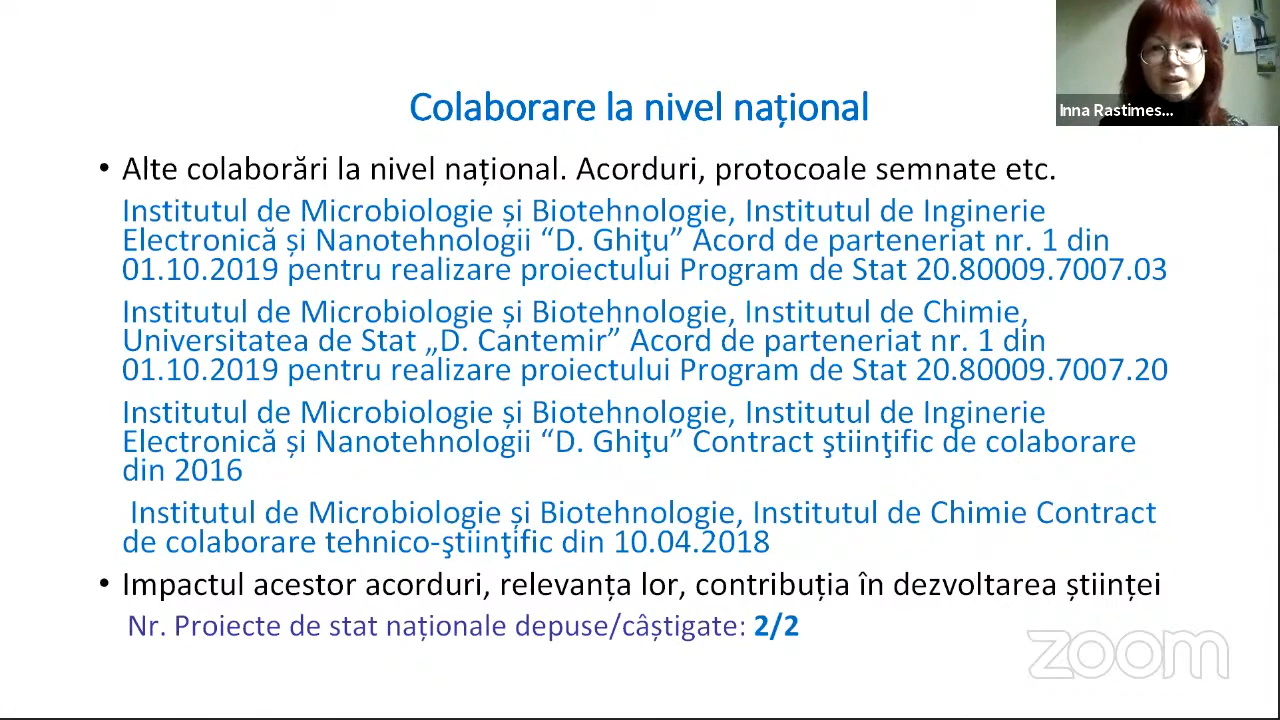 Inna Rastimes...
Colaborare la nivel național
• Alte colaborări la nivel național. Acorduri, protocoale semnate etc.
Institutul de Microbiologie și Biotehnologie, Institutul de Inginerie
Electronică și Nanotehnologii “D. Ghiţu” Acord de parteneriat nr. 1 din
01.10.2019 pentru realizare proiectului Program de Stat 20.80009.7007.03
Institutul de Microbiologie și Biotehnologie, Institutul de Chimie,
Universitatea de Stat „D. Cantemir” Acord de parteneriat nr. 1 din
01.10.2019 pentru realizare proiectului Program de Stat 20.80009.7007.20
Institutul de Microbiologie și Biotehnologie, Institutul de Inginerie
Electronică și Nanotehnologii “D. Ghiţu” Contract ştiinţific de colaborare
din 2016
Institutul de Microbiologie și Biotehnologie, Institutul de Chimie Contract
de colaborare tehnico-ştiinţific din 10.04.2018
• Impactul acestor acorduri, relevanța lor, contribuția în dezvoltarea științei
Nr. Proiecte de stat naționale depuse/câștigate: 2/2
zoom